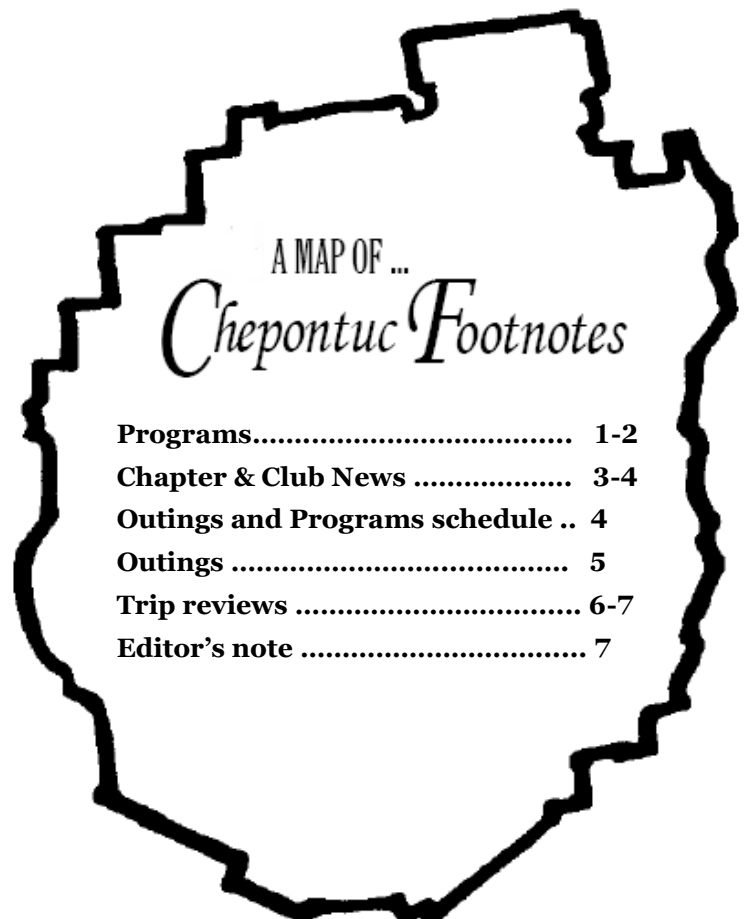 A MAP OF ...
Chepontuc Footnotes
Programs...................................... 1-2
Chapter & Club News ................... 3-4
Outings and Programs schedule .. 4
Outings ........................................ 5
Trip reviews .................................. 6-7
Editor’s note .................................. 7